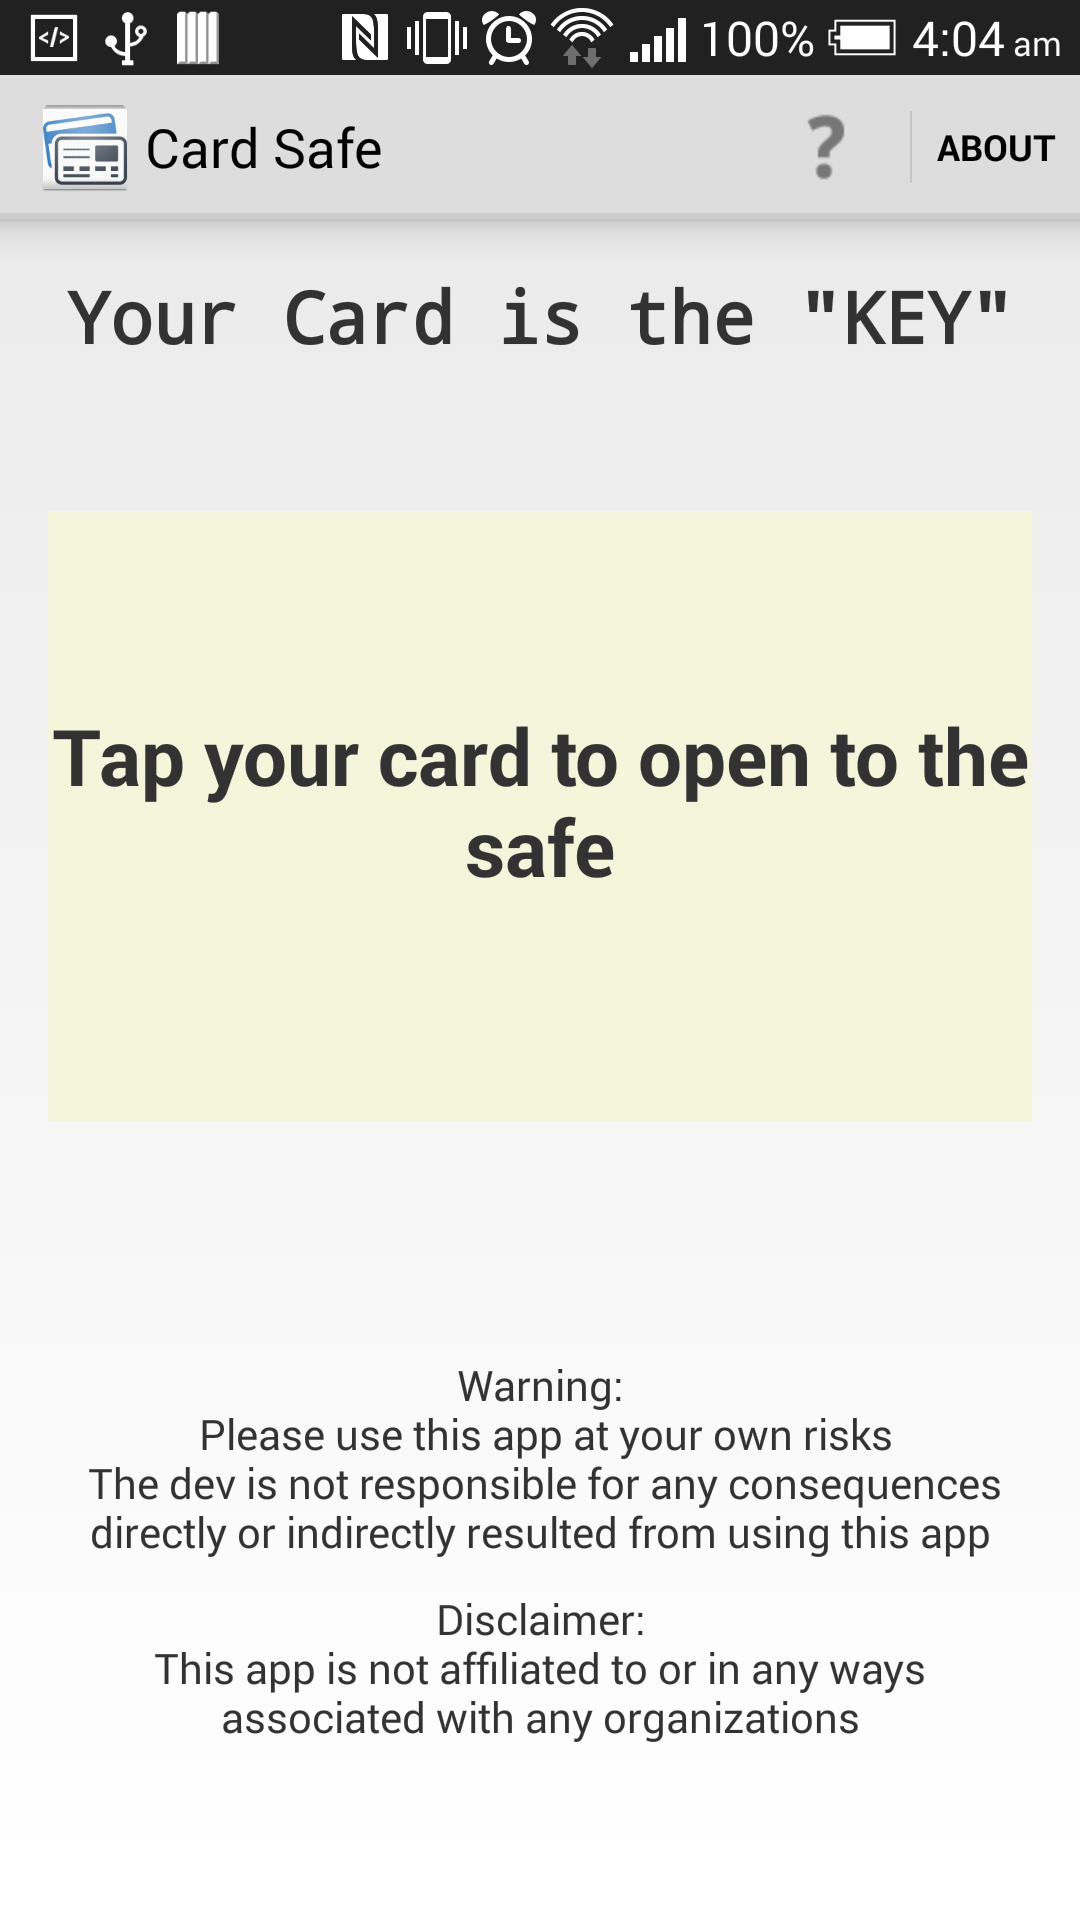 </> 100% 4:04 am
Card Safe ? ABOUT
Your Card is the "KEY"
Tap your card to open to the
safe
Warning:
Please use this app at your own risks
The dev is not responsible for any consequences
directly or indirectly resulted from using this app
Disclaimer:
This app is not affiliated to or in any ways
associated with any organizations